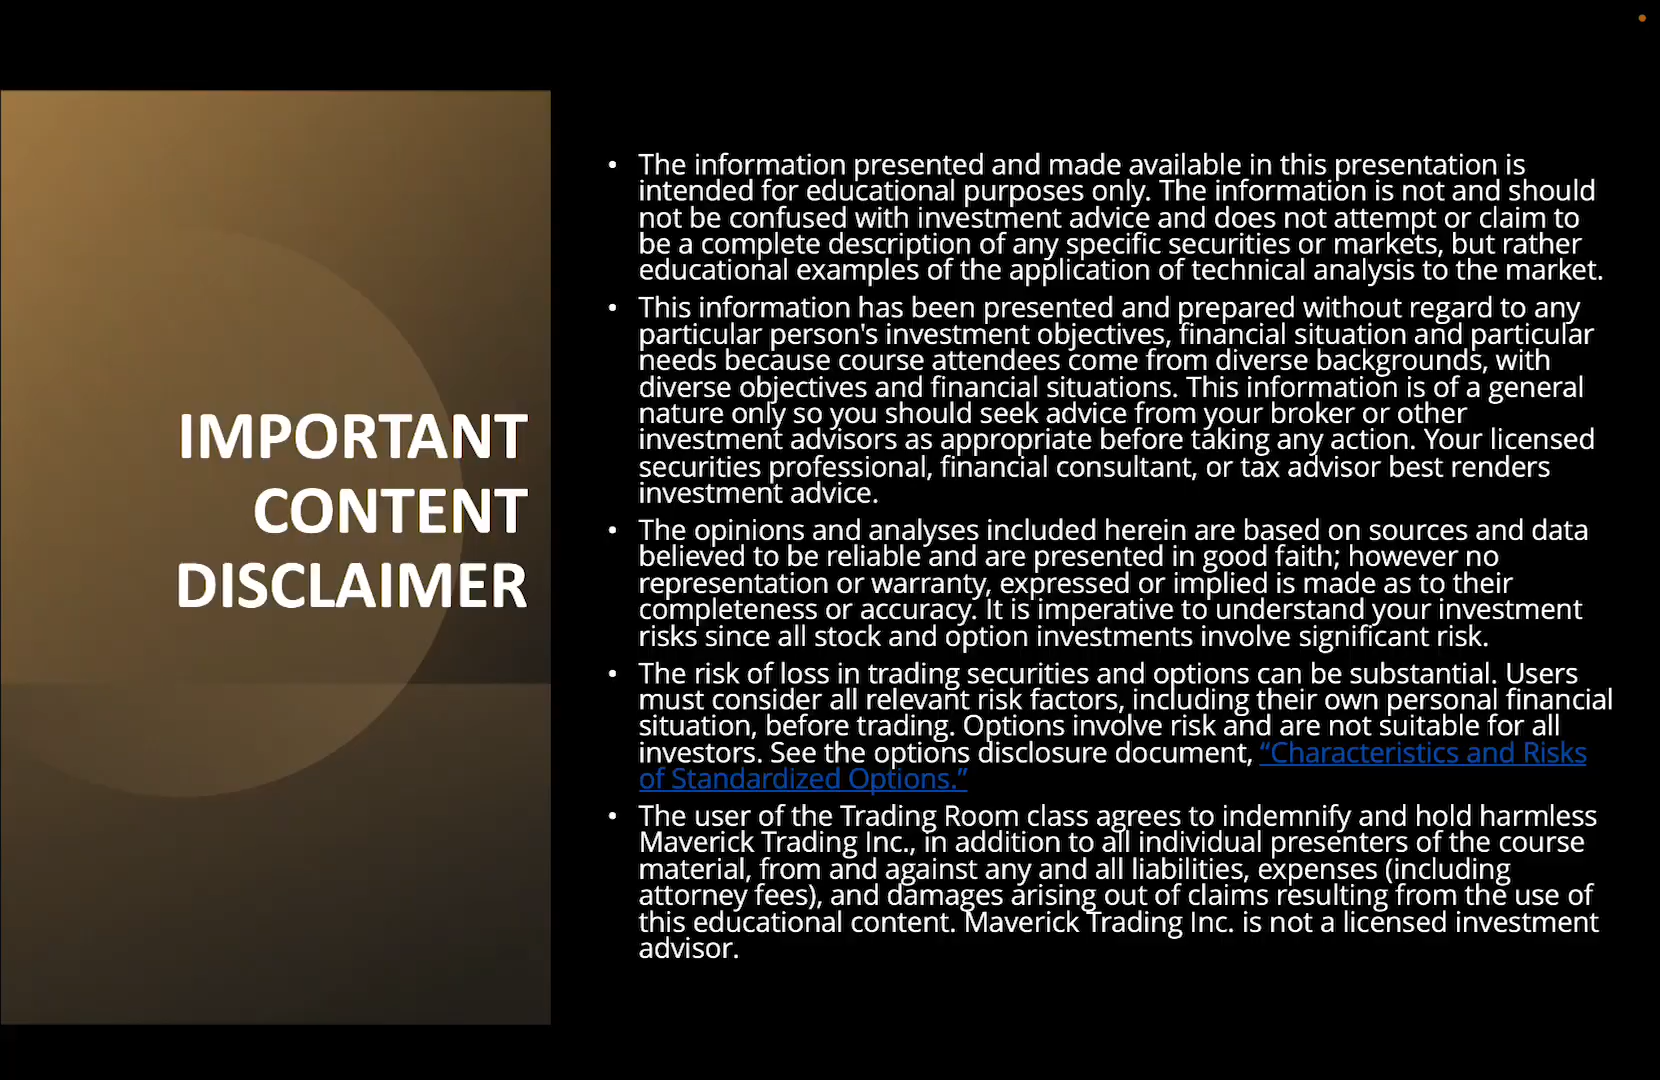 IMPORTANT
CONTENT
DISCLAIMER
• The information presented and made available in this presentation is
intended for educational purposes only. The information is not and should
not be confused with investment advice and does not attempt or claim to
be a complete description of any specific securities or markets, but rather
educational examples of the application of technical analysis to the market.
• This information has been presented and prepared without regard to any
particular person's investment objectives, financial situation and particular
needs because course attendees come from diverse backgrounds, with
diverse objectives and financial situations. This information is of a general
nature only so you should seek advice from your broker or other
investment advisors as appropriate before taking any action. Your licensed
securities professional, financial consultant, or tax advisor best renders
investment advice.
• The opinions and analyses included herein are based on sources and data
believed to be reliable and are presented in good faith; however no
representation or warranty, expressed or implied is made as to their
completeness or accuracy. It is imperative to understand your investment
risks since all stock and option investments involve significant risk.
• The risk of loss in trading securities and options can be substantial. Users
must consider all relevant risk factors, including their own personal financial
situation, before trading. Options involve risk and are not suitable for all
investors. See the options disclosure document, “Characteristics and Risks
of Standardized Options.”
• The user of the Trading Room class agrees to indemnify and hold harmless
Maverick Trading Inc., in addition to all individual presenters of the course
material, from and against any and all liabilities, expenses (including
attorney fees), and damages arising out of claims resulting from the use of
this educational content. Maverick Trading Inc. is not a licensed investment
advisor.